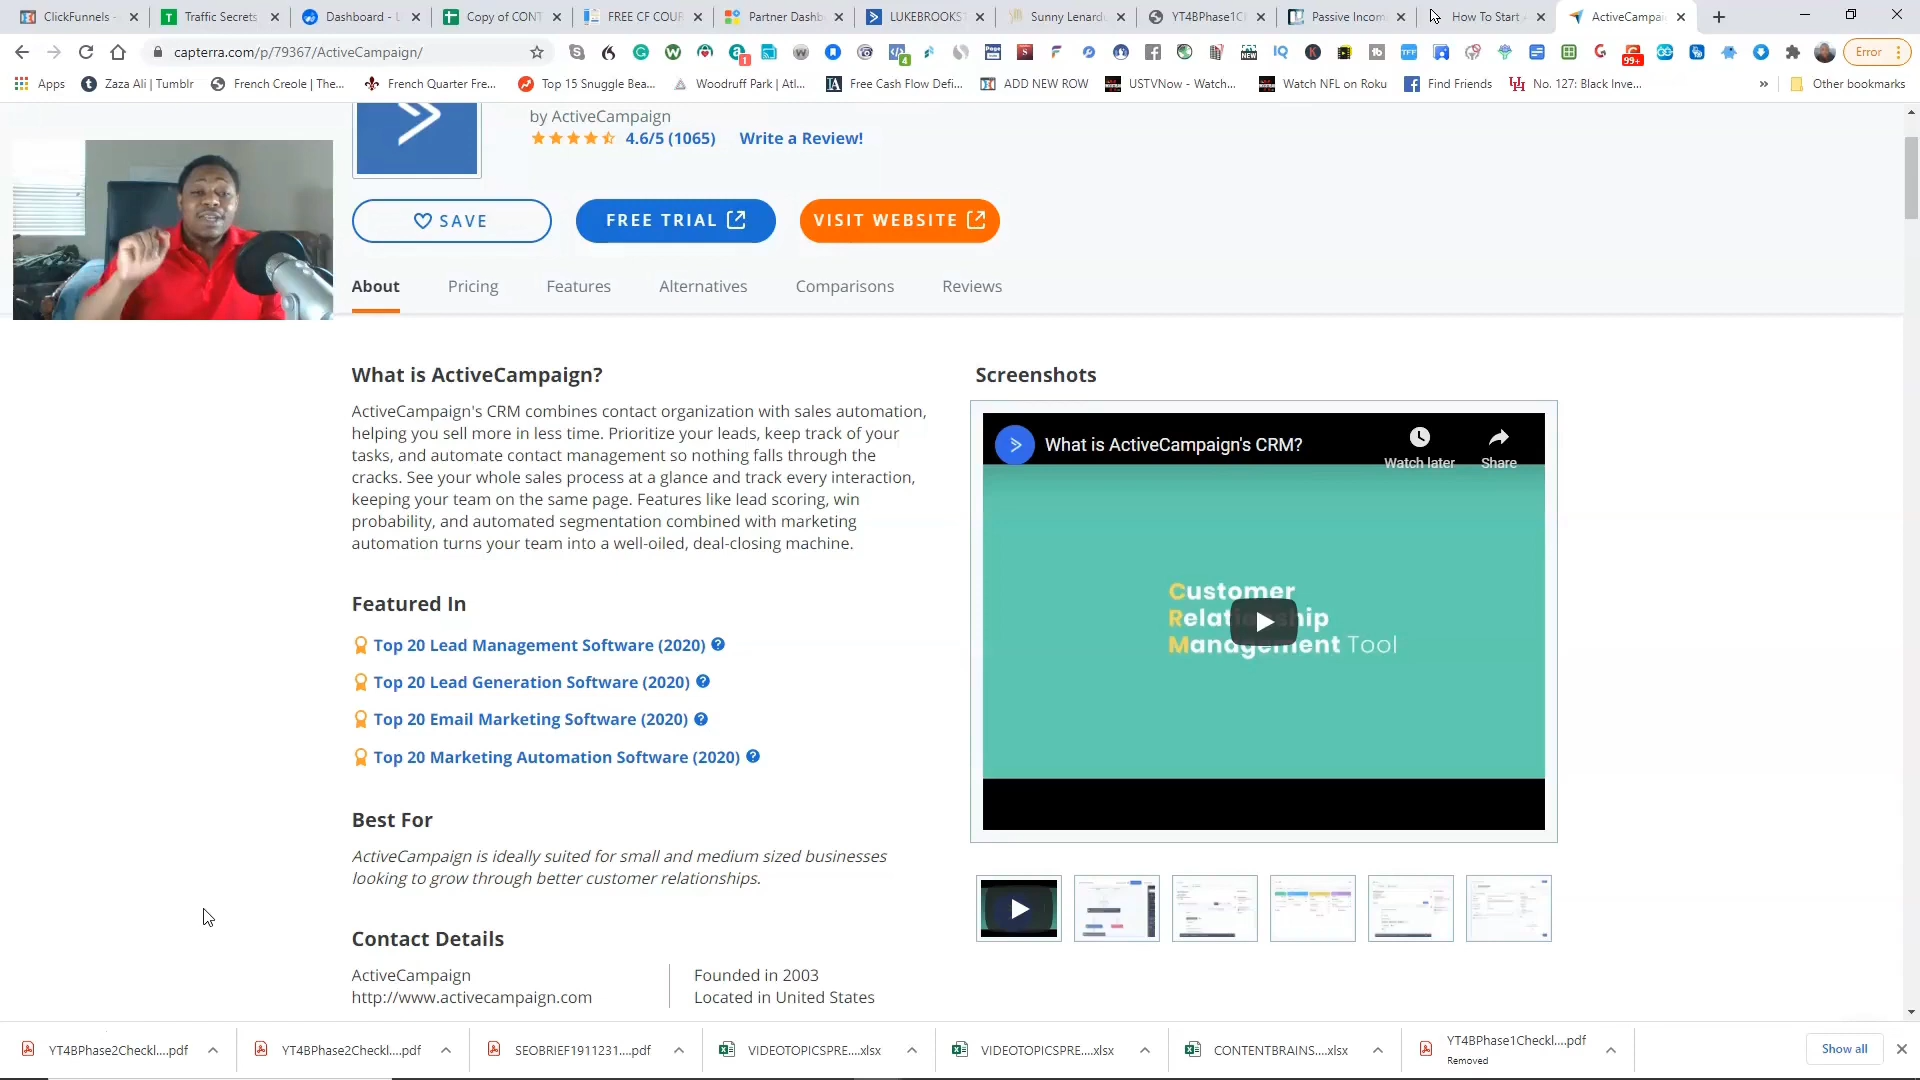 ClickFunnels -
Traffic Secrets
Dashboard - L
Copy of CONT
FREE CF COUR
Partner Dashb
LUKEBROOKS
Sunny Lenard
YT4BPhase1C
Passive Incom
How To Start
ActiveCampai
capterra.com/p/79367/ActiveCampaign/
Error
Apps
Zaza Ali | Tumblr
French Creole | The...
French Quarter Fre...
Top 15 Snuggle Bea...
Woodruff Park | Atl...
Free Cash Flow Defi...
ADD NEW ROW
USTVNow - Watch...
Watch NFL on Roku
Find Friends
No. 127: Black Inve...
»
Other bookmarks
by ActiveCampaign
4.6/5 (1065) Write a Review!
SAVE
FREE TRIAL
VISIT WEBSITE
About Pricing Features Alternatives Comparisons Reviews
What is ActiveCampaign?
ActiveCampaign's CRM combines contact organization with sales automation,
helping you sell more in less time. Prioritize your leads, keep track of your
tasks, and automate contact management so nothing falls through the
cracks. See your whole sales process at a glance and track every interaction,
keeping your team on the same page. Features like lead scoring, win
probability, and automated segmentation combined with marketing
automation turns your team into a well-oiled, deal-closing machine.
Featured In
Top 20 Lead Management Software (2020)
Top 20 Lead Generation Software (2020)
Top 20 Email Marketing Software (2020)
Top 20 Marketing Automation Software (2020)
Best For
ActiveCampaign is ideally suited for small and medium sized businesses
looking to grow through better customer relationships.
Contact Details
ActiveCampaign
http://www.activecampaign.com
Founded in 2003
Located in United States
Screenshots
What is ActiveCampaign's CRM?
Watch later
Share
Customer
Relationship
Management Tool
YT4BPhase2Checkl....pdf
YT4BPhase2Checkl....pdf
SEOBRIEF1911231....pdf
VIDEOTOPICSPRE....xlsx
VIDEOTOPICSPRE....xlsx
CONTENTBRAINS....xlsx
YT4BPhase1Checkl....pdf
Removed
Show all